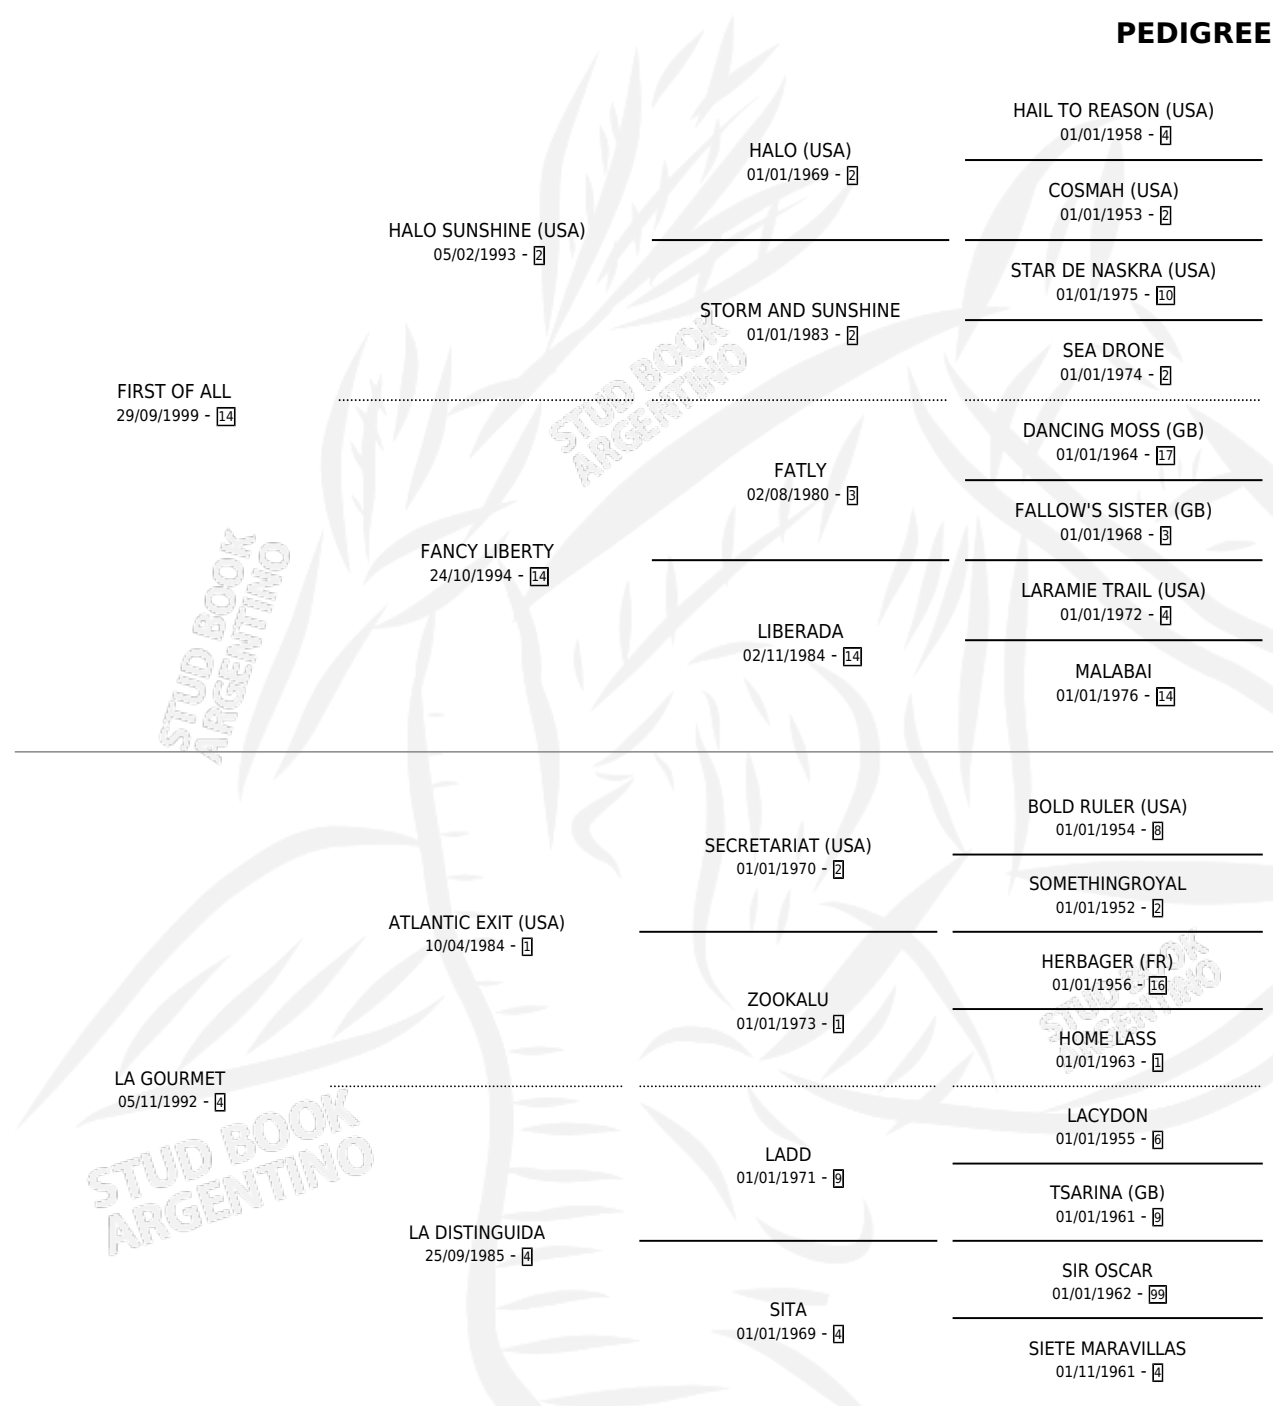 PEDIGREE
HAIL TO REASON (USA)
01/01/1958 - 4
HALO (USA)
01/01/1969 - 2
COSMAH (USA)
01/01/1953 - 2
HALO SUNSHINE (USA)
05/02/1993 - 2
STAR DE NASKRA (USA)
01/01/1975 - 10
STORM AND SUNSHINE
01/01/1983 - 2
SEA DRONE
01/01/1974 - 2
STUD BOOK
ARGENTINO
FIRST OF ALL
29/09/1999 - 14
DANCING MOSS (GB)
01/01/1964 - 17
FATLY
02/08/1980 - 3
FALLOW'S SISTER (GB)
01/01/1968 - 3
FANCY LIBERTY
24/10/1994 - 14
LARAMIE TRAIL (USA)
01/01/1972 - 4
LIBERADA
02/11/1984 - 14
MALABAI
01/01/1976 - 14
STUD BOOK
ARGENTINO
BOLD RULER (USA)
01/01/1954 - 8
SECRETARIAT (USA)
01/01/1970 - 2
SOMETHINGROYAL
01/01/1952 - 2
ATLANTIC EXIT (USA)
10/04/1984 - 1
HERBAGER (FR)
01/01/1956 - 16
ZOOKALU
01/01/1973 - 1
HOME LASS
01/01/1963 - 1
STUD BOOK
ARGENTINO
LA GOURMET
05/11/1992 - 4
LACYDON
01/01/1955 - 6
LADD
01/01/1971 - 9
TSARINA (GB)
01/01/1961 - 9
STUD BOOK
ARGENTINO
LA DISTINGUIDA
25/09/1985 - 4
SIR OSCAR
01/01/1962 - 99
SITA
01/01/1969 - 4
SIETE MARAVILLAS
01/11/1961 - 4